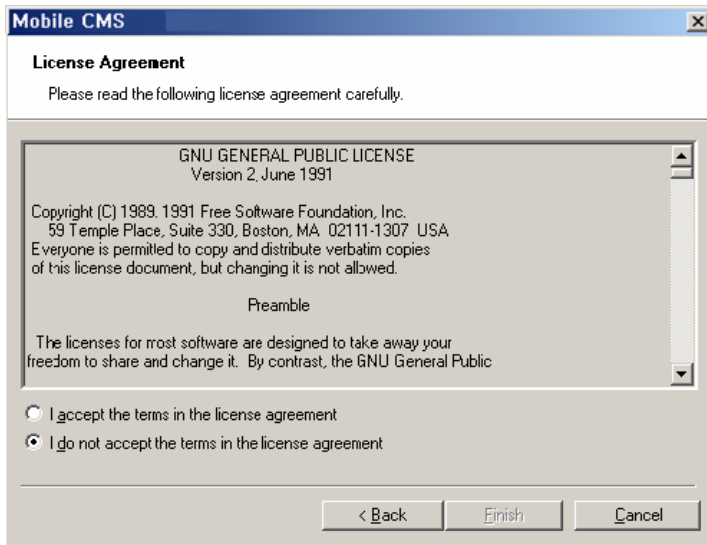 Mobile CMS
License Agreement
Please read the following license agreement carefully.
GNU GENERAL PUBLIC LICENSE
Version 2, June 1991
Copyright (C) 1989, 1991 Free Software Foundation, Inc.
59 Temple Place, Suite 330, Boston, MA  02111-1307  USA
Everyone is permitted to copy and distribute verbatim copies
of this license document, but changing it is not allowed.
Preamble
The licenses for most software are designed to take away your
freedom to share and change it.  By contrast, the GNU General Public
I accept the terms in the license agreement
I do not accept the terms in the license agreement
< Back
Finish
Cancel